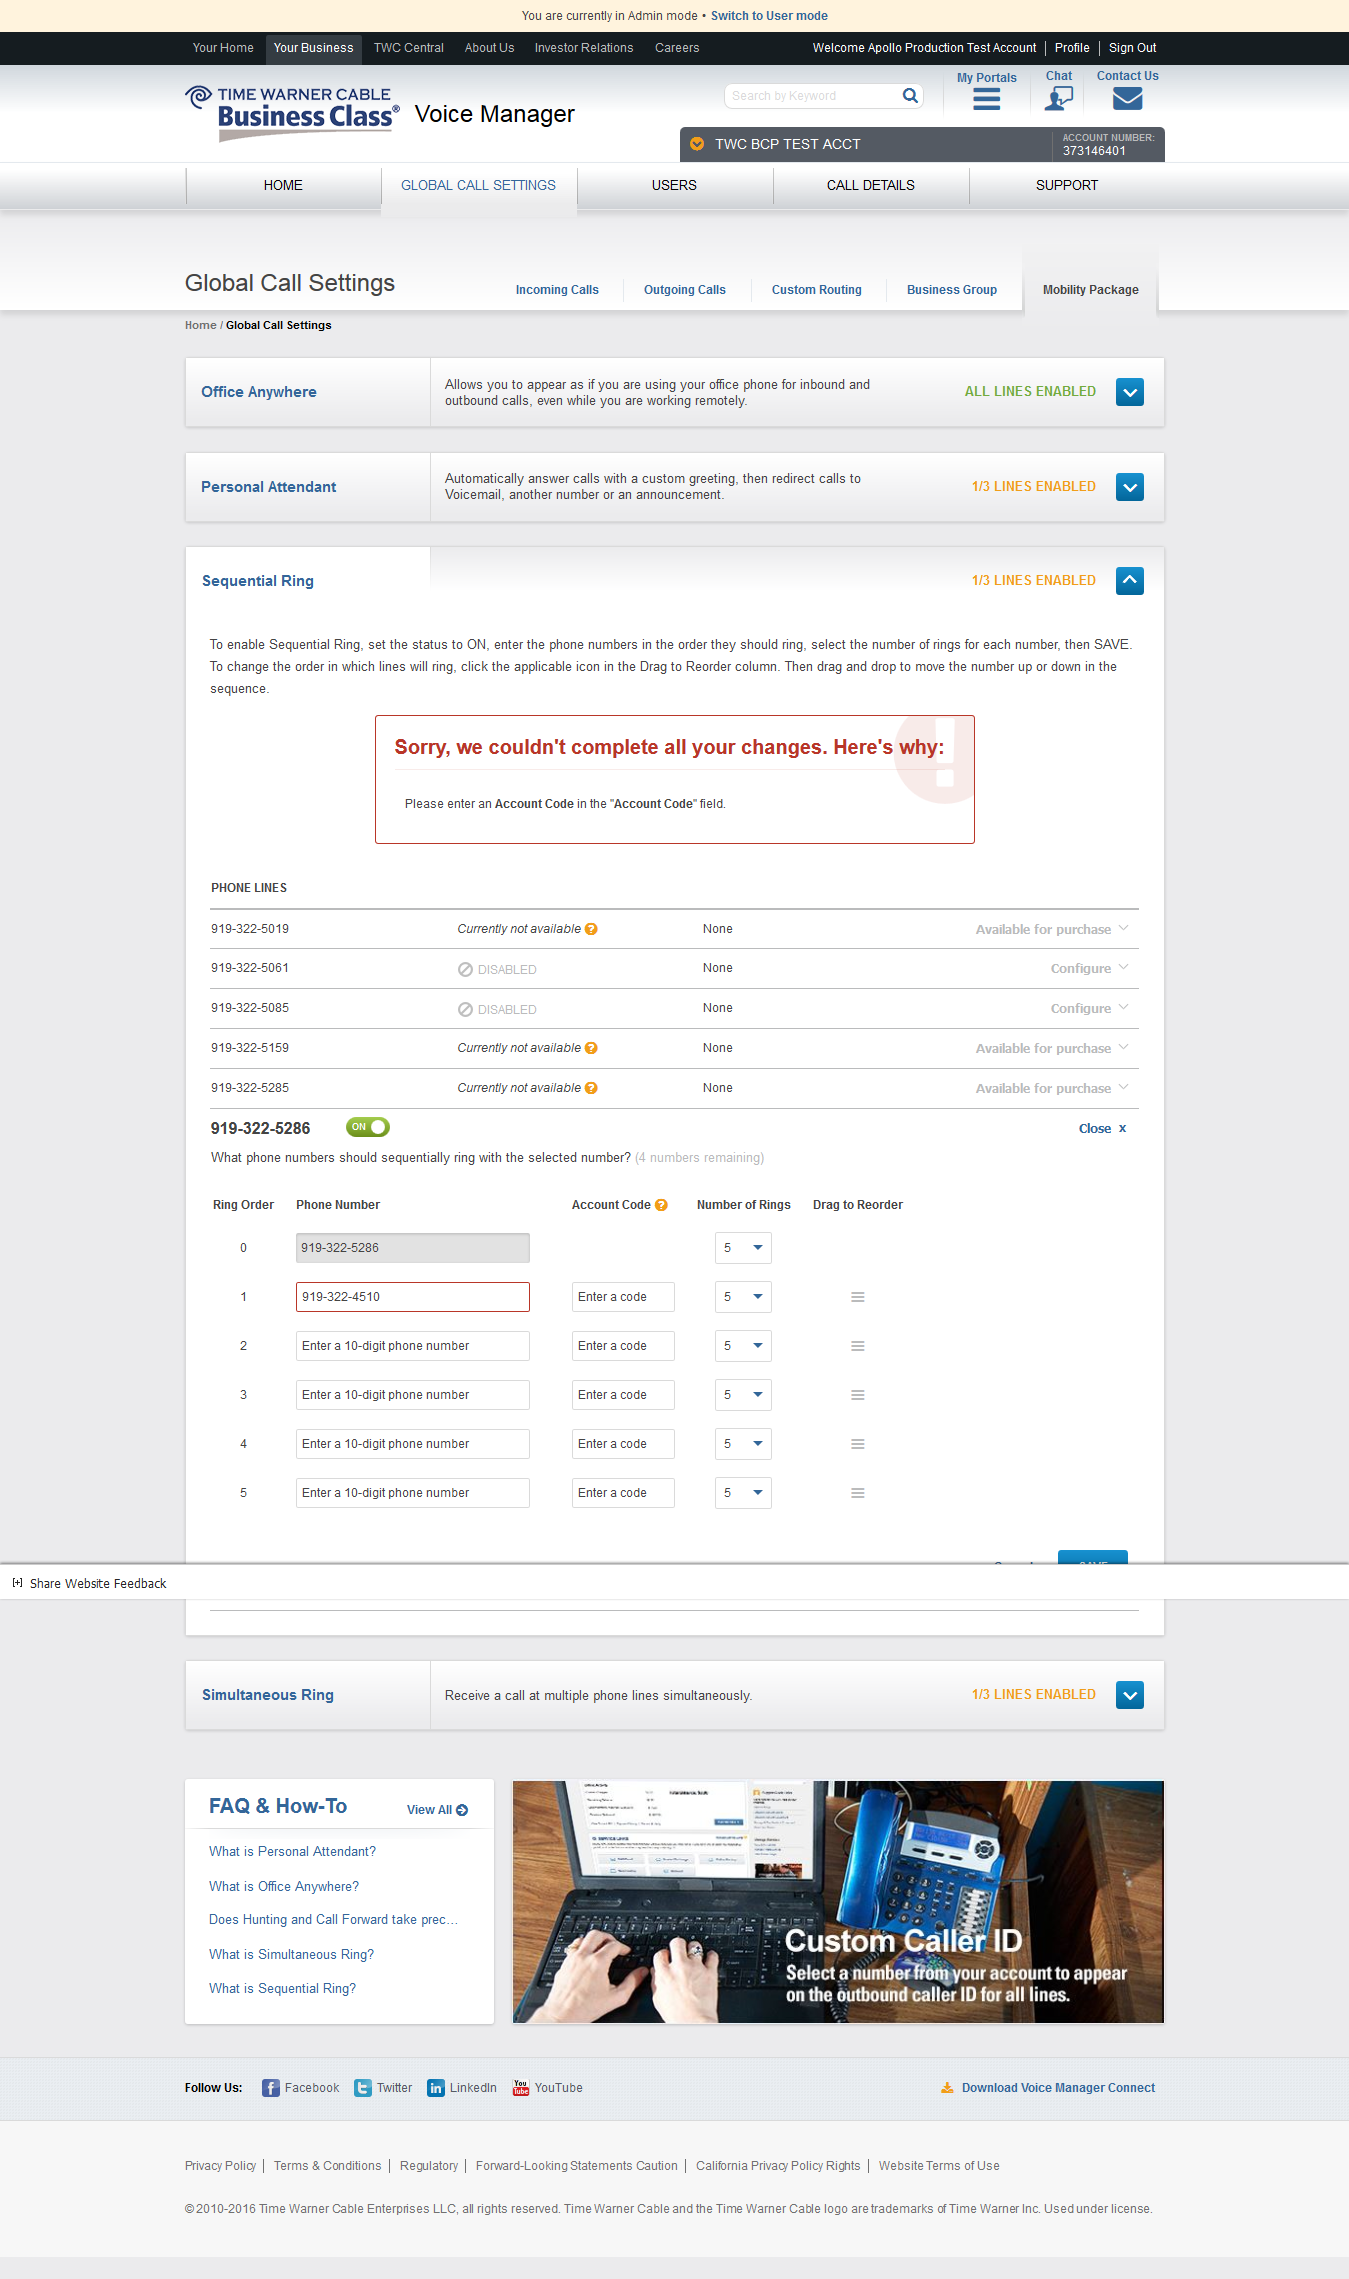 You are currently in Admin mode • Switch to User mode
Your Home Your Business TWC Central About Us Investor Relations Careers Welcome Apollo Production Test Account Profile Sign Out
My Portals Chat Contact Us
Search by Keyword
TIME WARNER CABLE
Business Class® Voice Manager
TWC BCP TEST ACCT ACCOUNT NUMBER:
373146401
HOME GLOBAL CALL SETTINGS USERS CALL DETAILS SUPPORT
Global Call Settings Incoming Calls Outgoing Calls Custom Routing Business Group Mobility Package
Home / Global Call Settings
Office Anywhere
Allows you to appear as if you are using your office phone for inbound and
outbound calls, even while you are working remotely.
ALL LINES ENABLED
Personal Attendant
Automatically answer calls with a custom greeting, then redirect calls to
Voicemail, another number or an announcement.
1/3 LINES ENABLED
Sequential Ring 1/3 LINES ENABLED
To enable Sequential Ring, set the status to ON, enter the phone numbers in the order they should ring, select the number of rings for each number, then SAVE.
To change the order in which lines will ring, click the applicable icon in the Drag to Reorder column. Then drag and drop to move the number up or down in the
sequence.
Sorry, we couldn't complete all your changes. Here's why:
Please enter an Account Code in the "Account Code" field.
PHONE LINES
919-322-5019 Currently not available ? None Available for purchase
919-322-5061 DISABLED None Configure
919-322-5085 DISABLED None Configure
919-322-5159 Currently not available ? None Available for purchase
919-322-5285 Currently not available ? None Available for purchase
919-322-5286 ON Close x
What phone numbers should sequentially ring with the selected number? (4 numbers remaining)
Ring Order Phone Number Account Code ? Number of Rings Drag to Reorder
0 919-322-5286 5
1 919-322-4510 Enter a code 5
2 Enter a 10-digit phone number Enter a code 5
3 Enter a 10-digit phone number Enter a code 5
4 Enter a 10-digit phone number Enter a code 5
5 Enter a 10-digit phone number Enter a code 5
[+] Share Website Feedback
Simultaneous Ring Receive a call at multiple phone lines simultaneously. 1/3 LINES ENABLED
FAQ & How-To View All
What is Personal Attendant?
What is Office Anywhere?
Does Hunting and Call Forward take prec...
What is Simultaneous Ring?
What is Sequential Ring?
Custom Caller ID
Select a number from your account to appear
on the outbound caller ID for all lines.
Follow Us: Facebook Twitter LinkedIn YouTube Download Voice Manager Connect
Privacy Policy Terms & Conditions Regulatory Forward-Looking Statements Caution California Privacy Policy Rights Website Terms of Use
© 2010-2016 Time Warner Cable Enterprises LLC, all rights reserved. Time Warner Cable and the Time Warner Cable logo are trademarks of Time Warner Inc. Used under license.